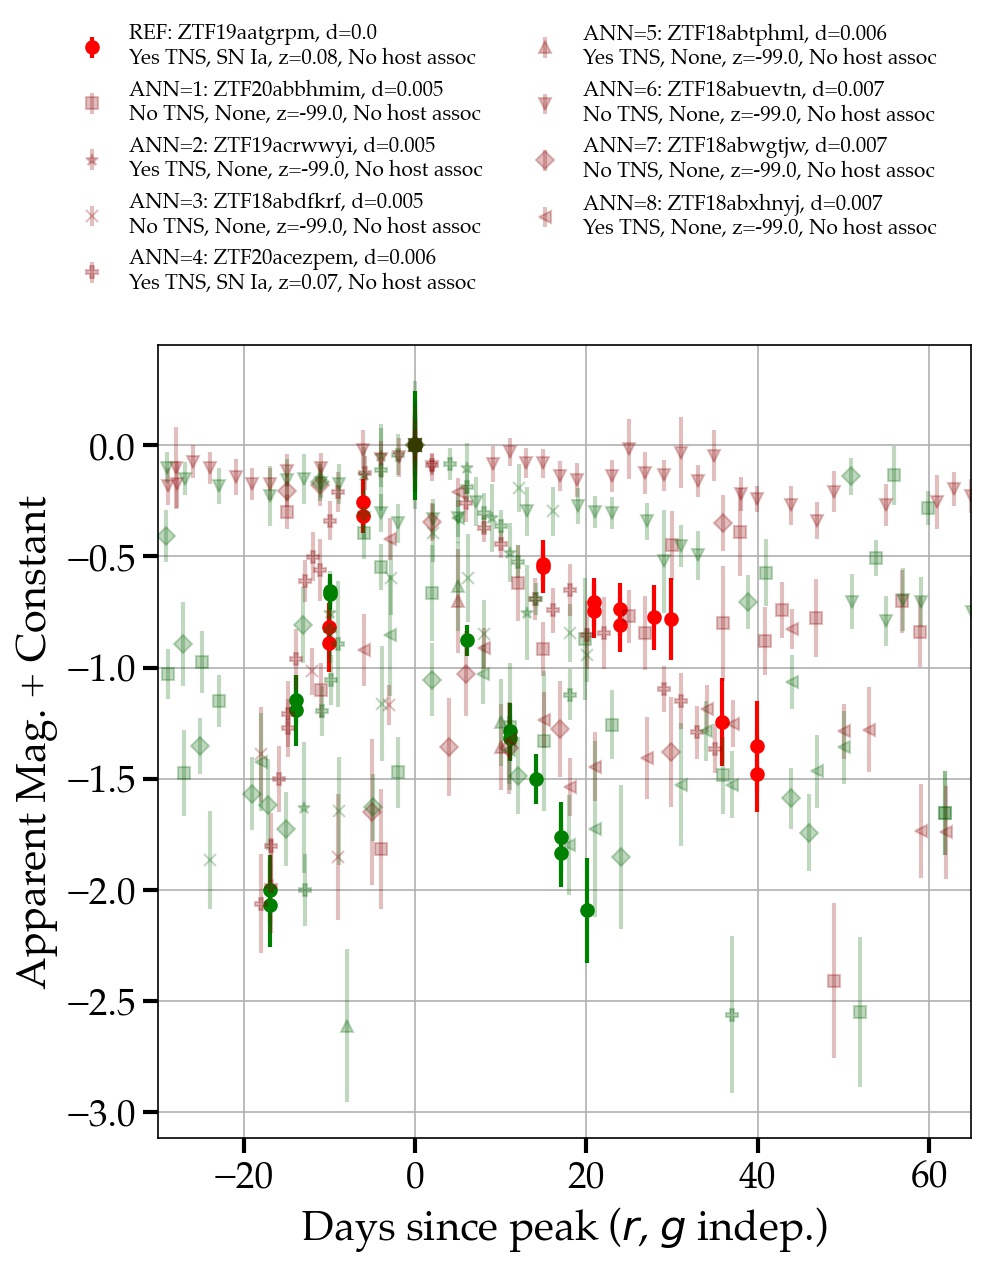 REF: ZTF19aatgrpm, d=0.0
Yes TNS, SN Ia, z=0.08, No host assoc
ANN=1: ZTF20abbhmim, d=0.005
No TNS, None, z=-99.0, No host assoc
ANN=2: ZTF19acrwwyi, d=0.005
Yes TNS, None, z=-99.0, No host assoc
ANN=3: ZTF18abdfkrf, d=0.005
No TNS, None, z=-99.0, No host assoc
ANN=4: ZTF20acezpem, d=0.006
Yes TNS, SN Ia, z=0.07, No host assoc
ANN=5: ZTF18abtphml, d=0.006
Yes TNS, None, z=-99.0, No host assoc
ANN=6: ZTF18abuevtn, d=0.007
No TNS, None, z=-99.0, No host assoc
ANN=7: ZTF18abwgtjw, d=0.007
No TNS, None, z=-99.0, No host assoc
ANN=8: ZTF18abxhnyj, d=0.007
Yes TNS, None, z=-99.0, No host assoc
Apparent Mag. + Constant
0.0
−0.5
−1.0
−1.5
−2.0
−2.5
−3.0
−20 0 20 40 60
Days since peak (r, g indep.)